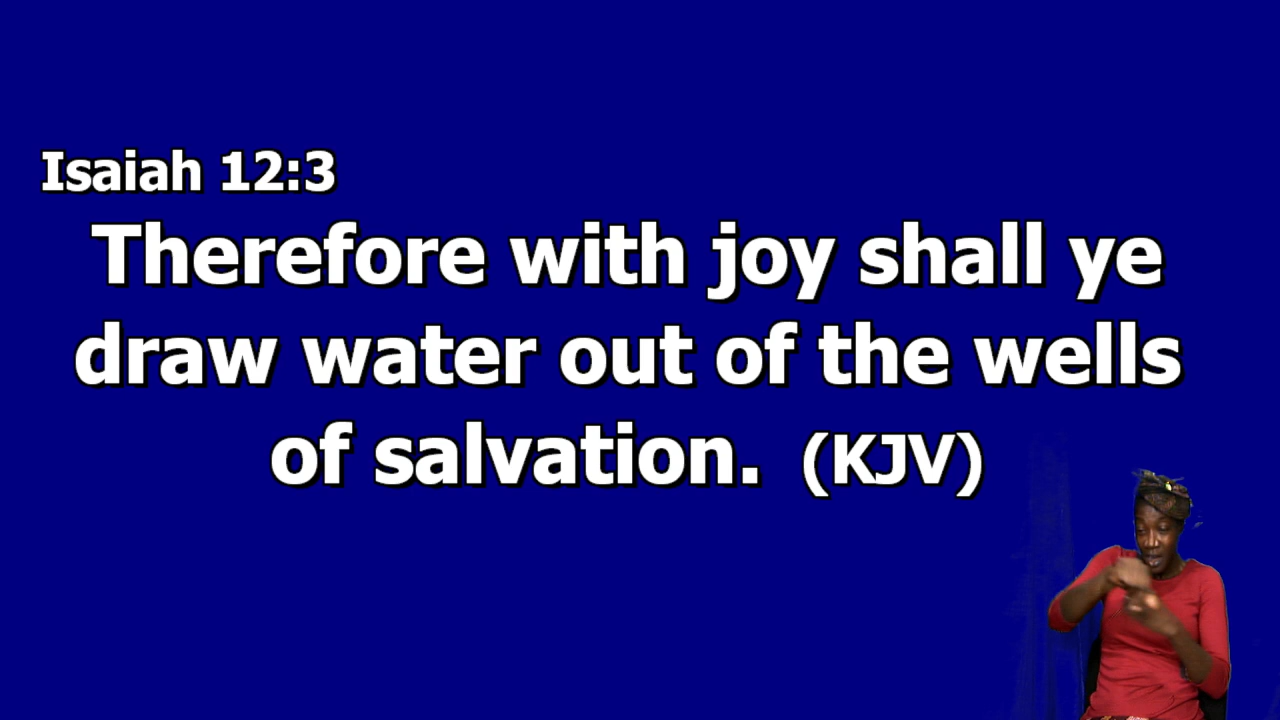 Isaiah 12:3
Therefore with joy shall ye
draw water out of the wells
of salvation. (KJV)